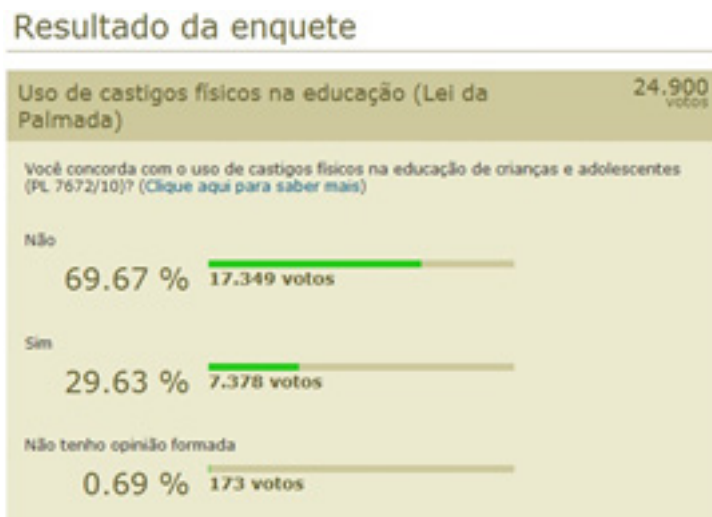 Resultado da enquete
Uso de castigos físicos na educação (Lei da
Palmada)
24.900
votos
Você concorda com o uso de castigos físicos na educação de crianças e adolescentes
(PL 7672/10)? (Clique aqui para saber mais)
Não
69.67 %
17.349 votos
Sim
29.63 %
7.378 votos
Não tenho opinião formada
0.69 %
173 votos